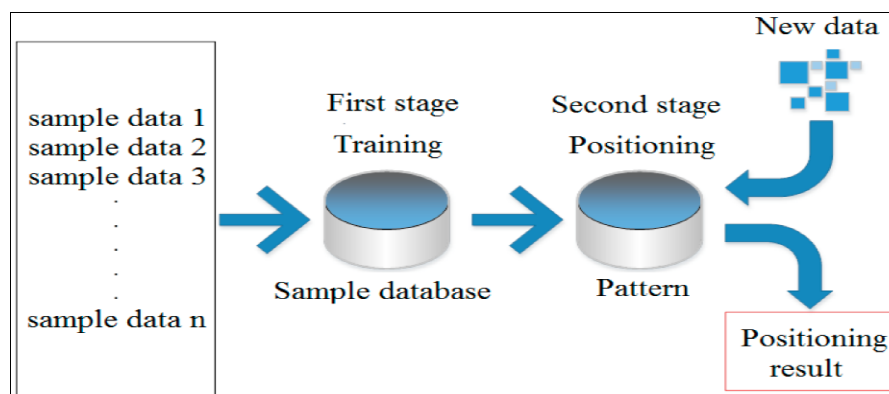 sample data 1
sample data 2
sample data 3
.
.
.
.
.
sample data n
First stage
Training
Sample database
Second stage
Positioning
Pattern
New data
Positioning
result